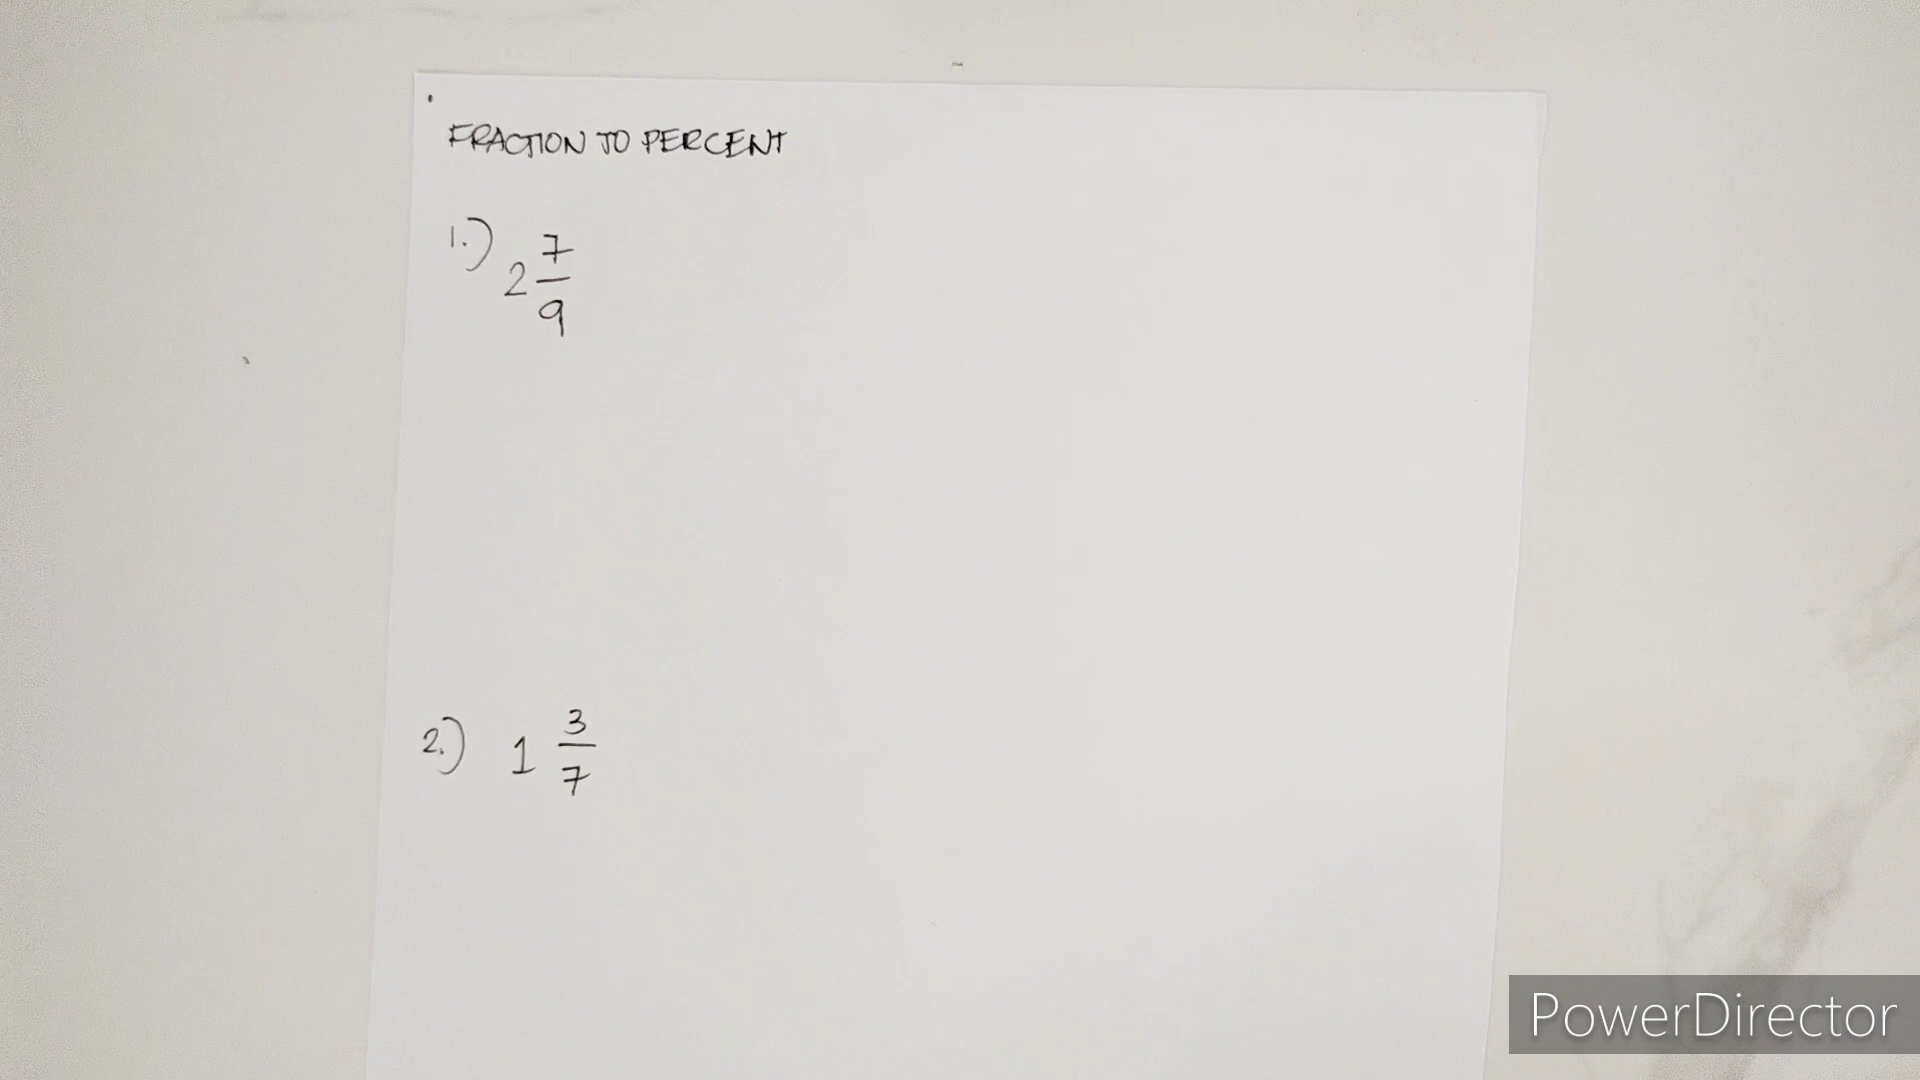 FRACTION TO PERCENT
1.) 2 7/9
2.) 1 3/7
PowerDirector